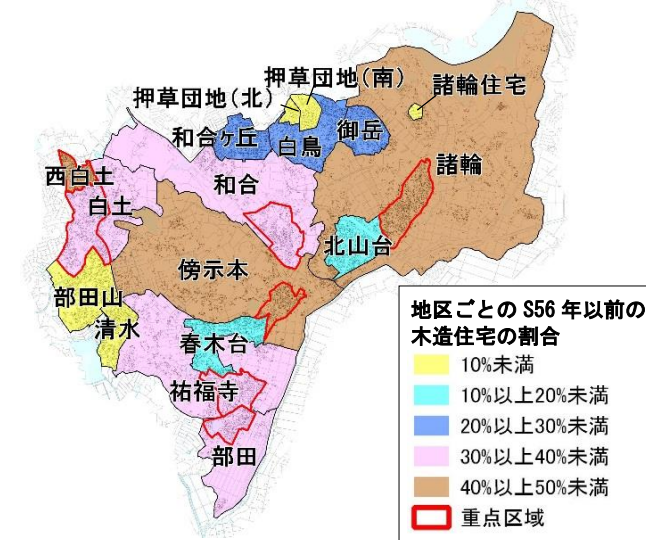 押草団地(南)
押草団地(北)
諸輪住宅
和合ヶ丘
白鳥
御岳
西白土
和合
諸輪
白土
北山台
傍示本
部田山
清水
春木台
祐福寺
部田
地区ごとの S56 年以前の
木造住宅の割合
10%未満
10%以上20%未満
20%以上30%未満
30%以上40%未満
40%以上50%未満
重点区域